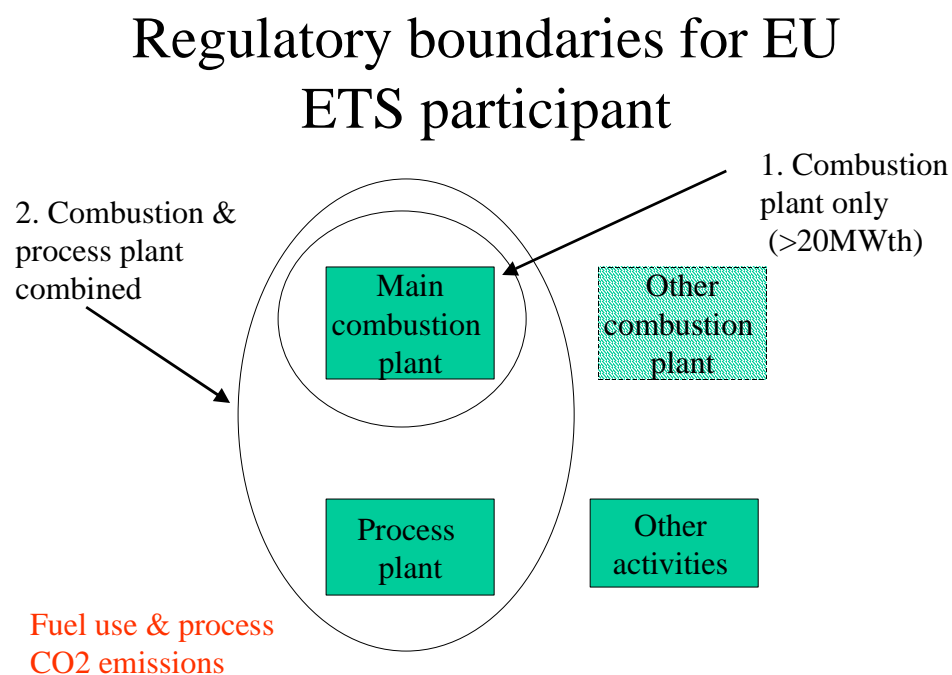 Regulatory boundaries for EU
ETS participant
1. Combustion
plant only
(>20MWth)
2. Combustion &
process plant
combined
Main
combustion
plant
Other
combustion
plant
Process
plant
Other
activities
Fuel use & process
CO2 emissions